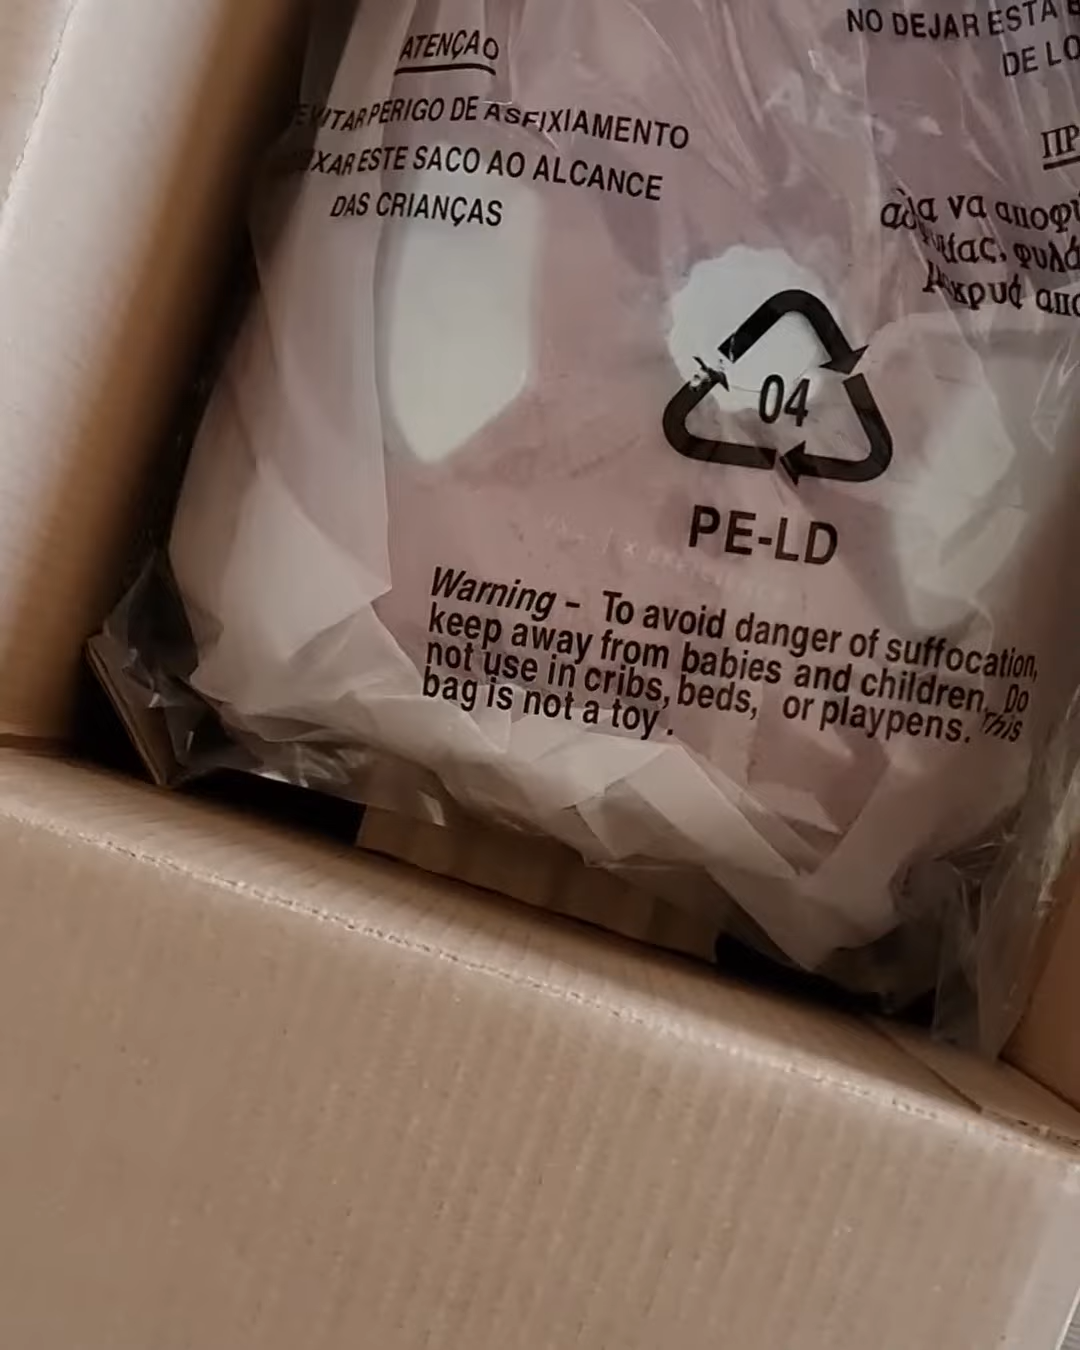 ATENÇAO
EVITAR PERIGO DE ASFIXIAMENTO
ESTE SACO AO ALCANCE
DAS CRIANÇAS
NO DEJAR ESTA
DE
να
04
PE-LD
Warning - To avoid danger of suffocation,
keep away from babies and children. Do
not use in cribs, beds, or playpens. This
bag is not a toy.